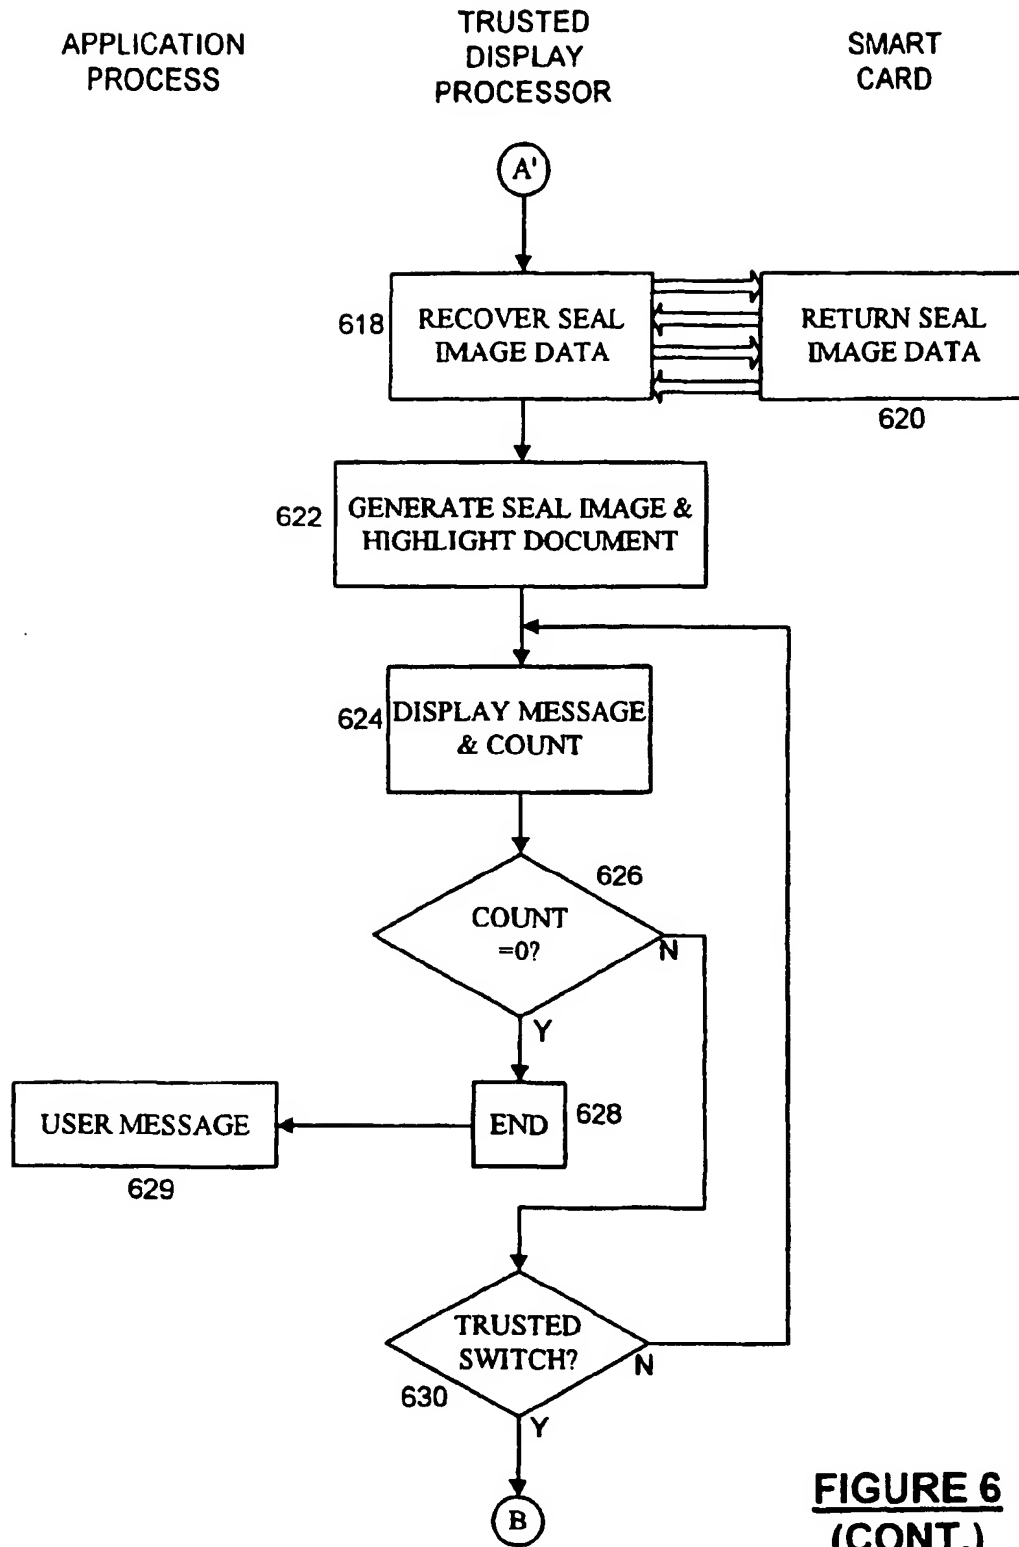 APPLICATION
PROCESS
TRUSTED
DISPLAY
PROCESSOR
SMART
CARD
A'
618
RECOVER SEAL
IMAGE DATA
RETURN SEAL
IMAGE DATA
620
622
GENERATE SEAL IMAGE &
HIGHLIGHT DOCUMENT
624
DISPLAY MESSAGE
& COUNT
626
COUNT
=0?
N
Y
USER MESSAGE
629
END
628
TRUSTED
SWITCH?
N
630
Y
B
FIGURE 6
(CONT.)